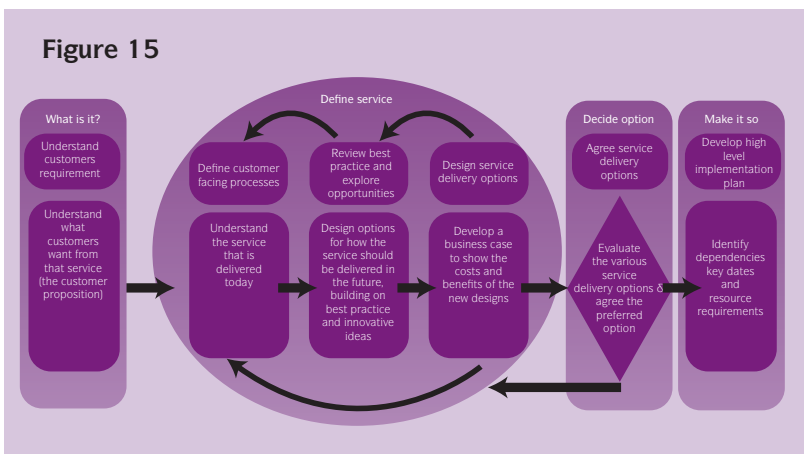 Figure 15
What is it?
Understand
customers
requirement
Understand
what
customers
want from
that service
(the customer
proposition)
Define service
Define customer
facing processes
Review best
practice and
explore
opportunities
Design service
delivery options
Understand
the service
that is
delivered
today
Design options
for how the
service should
be delivered in
the future,
building on
best practice
and innovative
ideas
Develop a
business case
to show the
costs and
benefits of the
new designs
Decide option
Agree service
delivery
options
Evaluate
the various
service
delivery options &
agree the
preferred
option
Make it so
Develop high
level
implementation
plan
Identify
dependencies
key dates
and
resource
requirements